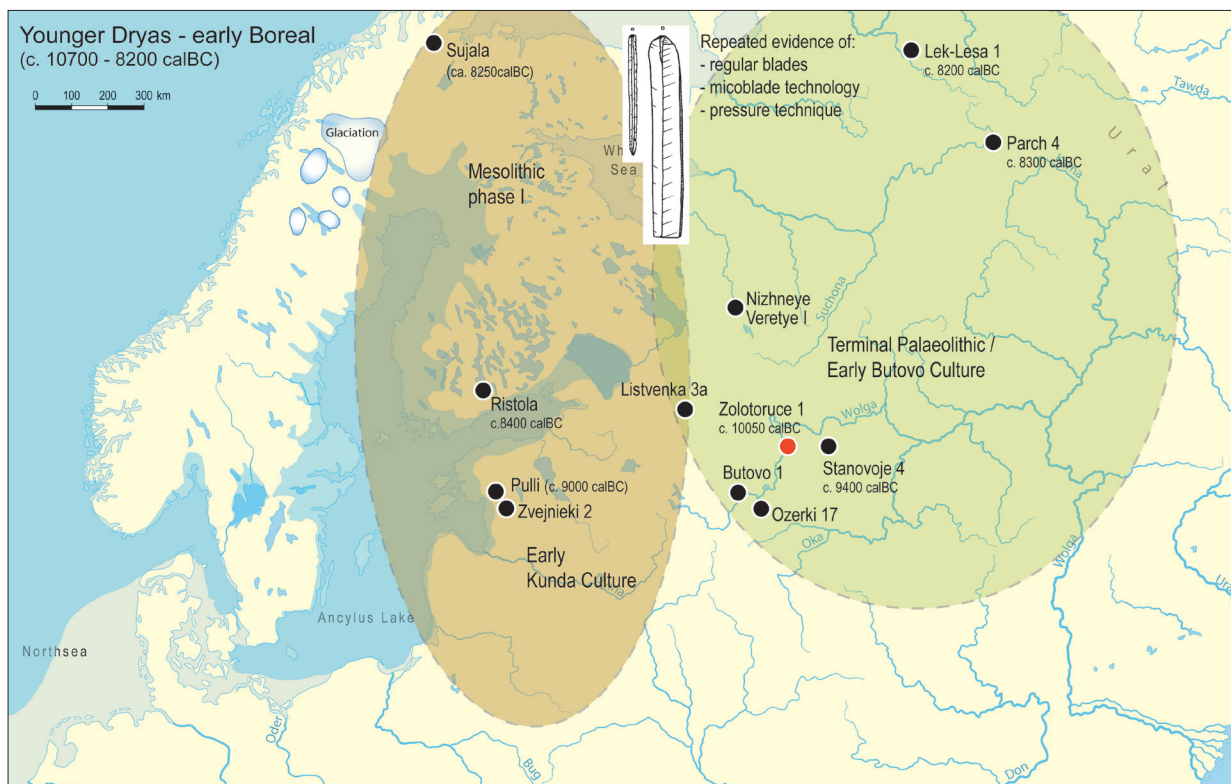 Younger Dryas - early Boreal
(c. 10700 - 8200 calBC)
0 100 200 300 km
Sujala
(ca. 8250calBC)
Glaciation
Mesolithic
phase I
Sea
Repeated evidence of:
- regular blades
- micoblade technology
- pressure technique
Lek-Lesa 1
c. 8200 calBC
Tawda
Parch 4
c. 8300 calBC
Ural
Nizhneye
Veretye I
Suchona
Terminal Palaeolithic /
Early Butovo Culture
Listvenka 3a
Zolotoruce 1
c. 10050 calBC
Wolga
Ristola
c.8400 calBC
Stanovoje 4
c. 9400 calBC
Butovo 1
Ozerki 17
Pulli (c. 9000 calBC)
Zvejnieki 2
Oka
Wolga
Early
Kunda Culture
Ancylus Lake
Northsea
Oder
Bug
Don